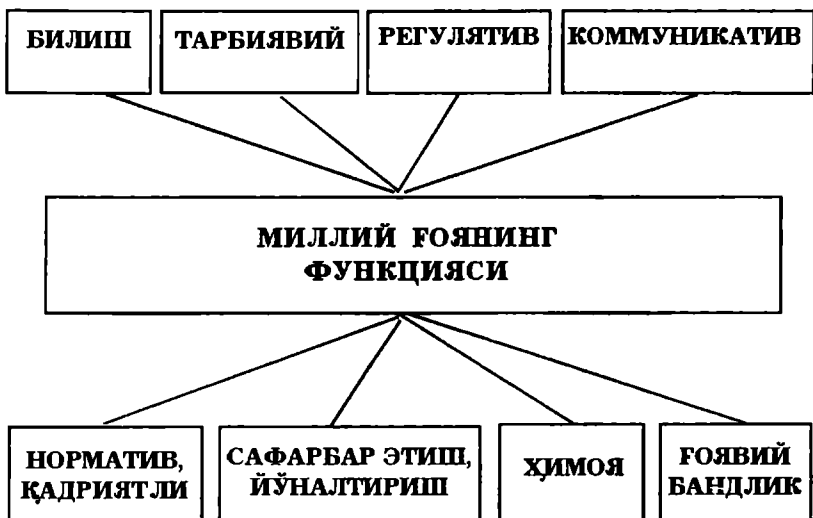 БИЛИШ
ТАРБИЯВИЙ
РЕГУЛЯТИВ
КОММУНИКАТИВ
МИЛЛИЙ ҒОЯНИНГ
ФУНКЦИЯСИ
НОРМАТИВ,
ҚАДРИЯТЛИ
САФАРБАР ЭТИШ,
ЙЎНАЛТИРИШ
ҲИМОЯ
ҒОЯВИЙ
БАНДЛИК